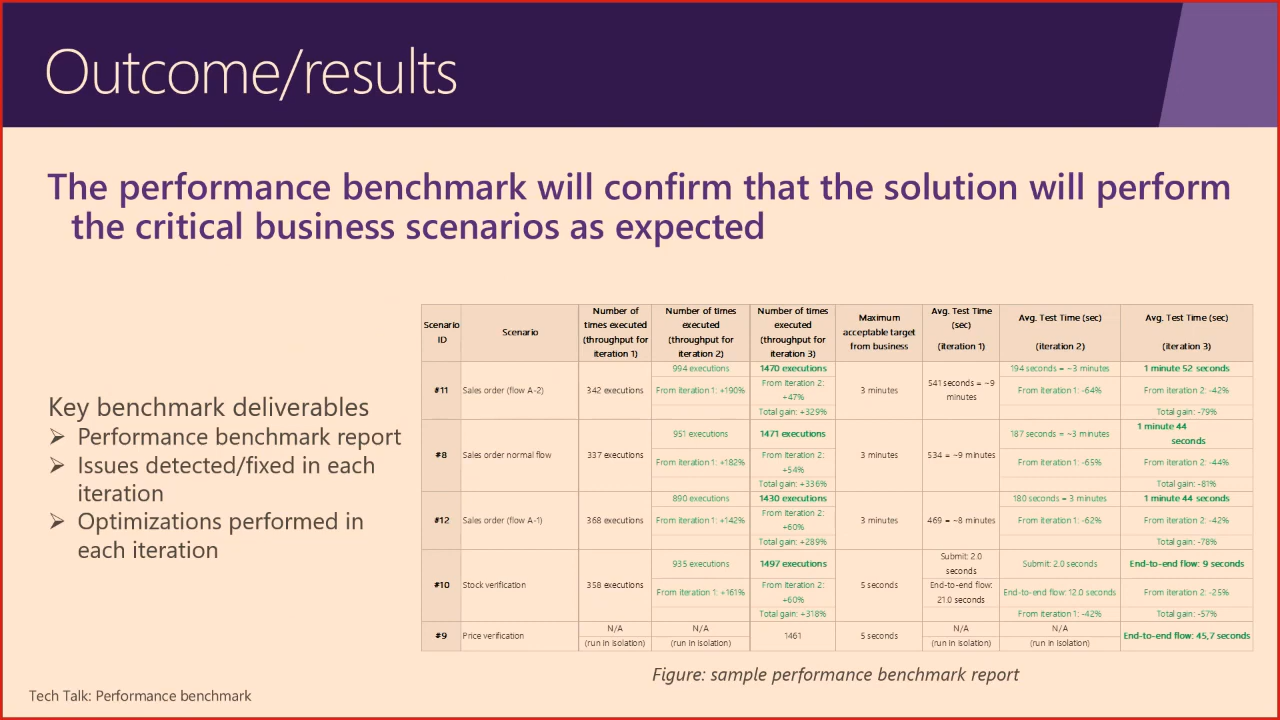 Outcome/results
The performance benchmark will confirm that the solution will perform
the critical business scenarios as expected
Key benchmark deliverables
➢ Performance benchmark report
➢ Issues detected/fixed in each
iteration
➢ Optimizations performed in
each iteration
Scenario ID | Scenario | Number of times executed (throughput for iteration 1) | Number of times executed (throughput for iteration 2) | Number of times executed (throughput for iteration 3) | Maximum acceptable target from business | Avg. Test Time (sec) (iteration 1) | Avg. Test Time (sec) (iteration 2) | Avg. Test Time (sec) (iteration 3)
#11 | Sales order (flow A-2) | 342 executions | 994 executions From iteration 1: +190% | 1470 executions From iteration 2: +47% Total gain: +329% | 3 minutes | 541 seconds = ~9 minutes | 194 seconds = ~3 minutes From iteration 1: -64% | 1 minute 52 seconds From iteration 2: -42% Total gain: -79%
#8 | Sales order normal flow | 337 executions | 951 executions From iteration 1: +182% | 1471 executions From iteration 2: +54% Total gain: +336% | 3 minutes | 534 = ~9 minutes | 187 seconds = ~3 minutes From iteration 1: -65% | 1 minute 44 seconds From iteration 2: -44% Total gain: -81%
#12 | Sales order (flow A-1) | 368 executions | 890 executions From iteration 1: +142% | 1430 executions From iteration 2: +60% Total gain: +289% | 3 minutes | 469 = ~8 minutes | 180 seconds = 3 minutes From iteration 1: -62% | 1 minute 44 seconds From iteration 2: -42% Total gain: -78%
#10 | Stock verification | 358 executions | 935 executions From iteration 1: +161% | 1497 executions From iteration 2: +60% Total gain: +318% | 5 seconds | Submit: 2.0 seconds End-to-end flow: 21.0 seconds | Submit: 2.0 seconds End-to-end flow: 12.0 seconds From iteration 1: -42% | End-to-end flow: 9 seconds From iteration 2: -25% Total gain: -57%
#9 | Price verification | N/A (run in isolation) | N/A (run in isolation) | 1461 | 5 seconds | N/A (run in isolation) | N/A (run in isolation) | End-to-end flow: 45,7 seconds
Figure: sample performance benchmark report
Tech Talk: Performance benchmark